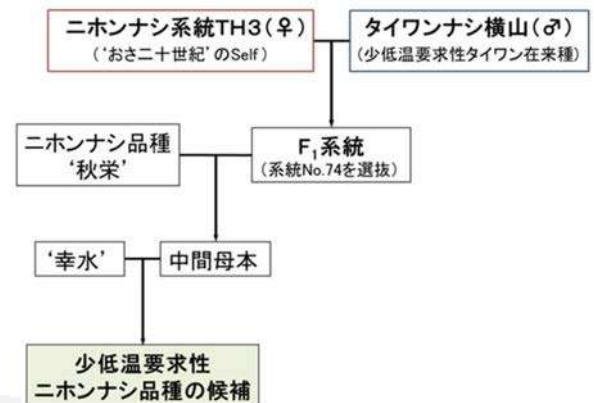 ニホンナシ系統TH3(♀)
(‘おさ二十世紀’のSelf)
タイワンナシ横山(♂)
(少低温要求性タイワン在来種)
ニホンナシ品種
‘秋栄’
F₁系統
(系統No.74を選抜)
‘幸水’
中間母本
少低温要求性
ニホンナシ品種の候補